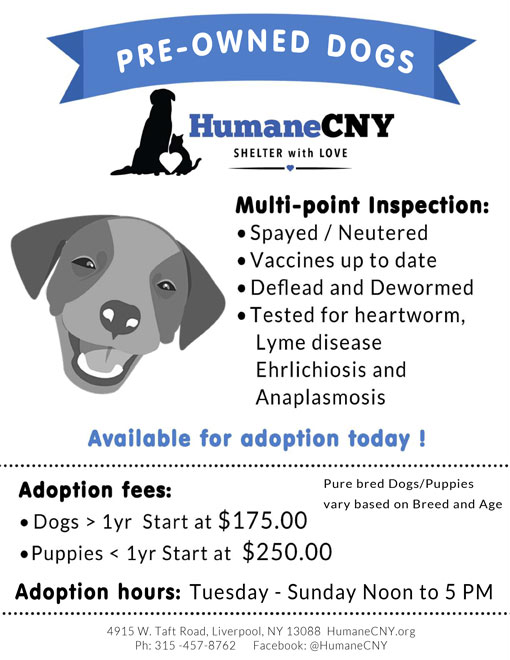 PRE-OWNED DOGS
HumaneCNY
SHELTER with LOVE
Multi-point Inspection:
• Spayed / Neutered
• Vaccines up to date
• Deflead and Dewormed
• Tested for heartworm,
Lyme disease
Ehrlichiosis and
Anaplasmosis
Available for adoption today !
Adoption fees:
• Dogs > 1yr Start at $175.00
• Puppies < 1yr Start at $250.00
Pure bred Dogs/Puppies
vary based on Breed and Age
Adoption hours: Tuesday - Sunday Noon to 5 PM
4915 W. Taft Road, Liverpool, NY 13088 HumaneCNY.org
Ph: 315 -457-8762 Facebook: @HumaneCNY